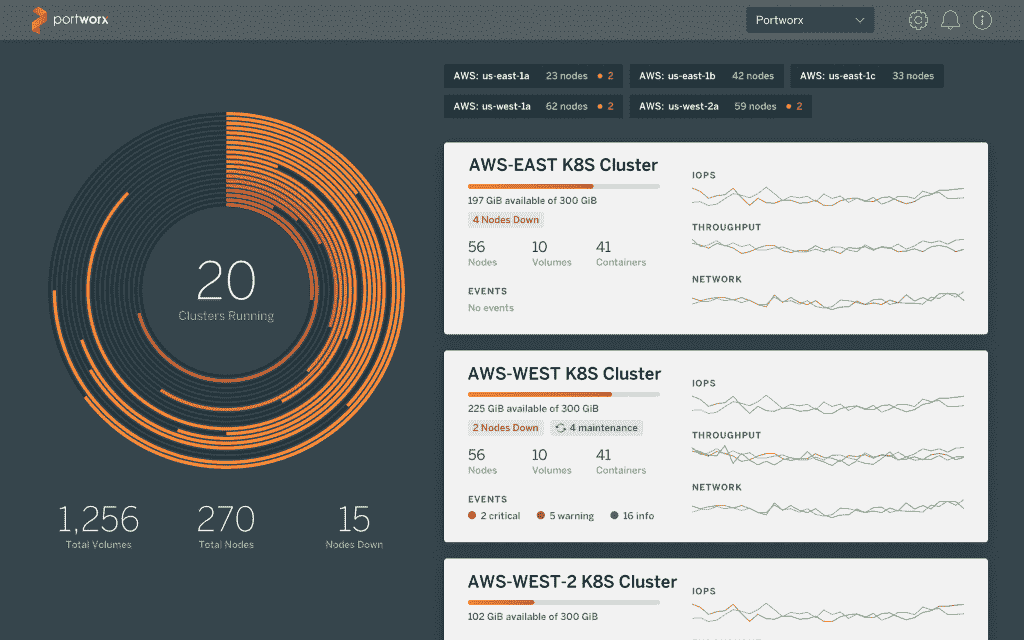 portworx
Portworx
AWS: us-east-1a 23 nodes 2
AWS: us-east-1b 42 nodes
AWS: us-east-1c 33 nodes
AWS: us-west-1a 62 nodes 2
AWS: us-west-2a 59 nodes 2
20
Clusters Running
1,256
Total Volumes
270
Total Nodes
15
Nodes Down
AWS-EAST K8S Cluster
197 GiB available of 300 GiB
4 Nodes Down
56 10 41
Nodes Volumes Containers
EVENTS
No events
IOPS
THROUGHPUT
NETWORK
AWS-WEST K8S Cluster
225 GiB available of 300 GiB
2 Nodes Down 4 maintenance
56 10 41
Nodes Volumes Containers
EVENTS
2 critical 5 warning 16 info
IOPS
THROUGHPUT
NETWORK
AWS-WEST-2 K8S Cluster
102 GiB available of 300 GiB
IOPS